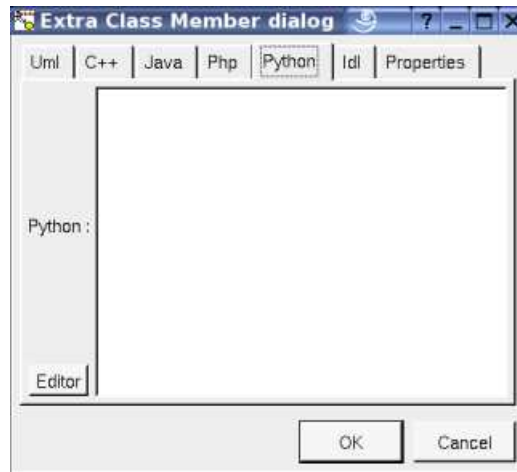 Extra Class Member dialog ?
Uml C++ Java Php Python Idl Properties
Python :
Editor
OK Cancel